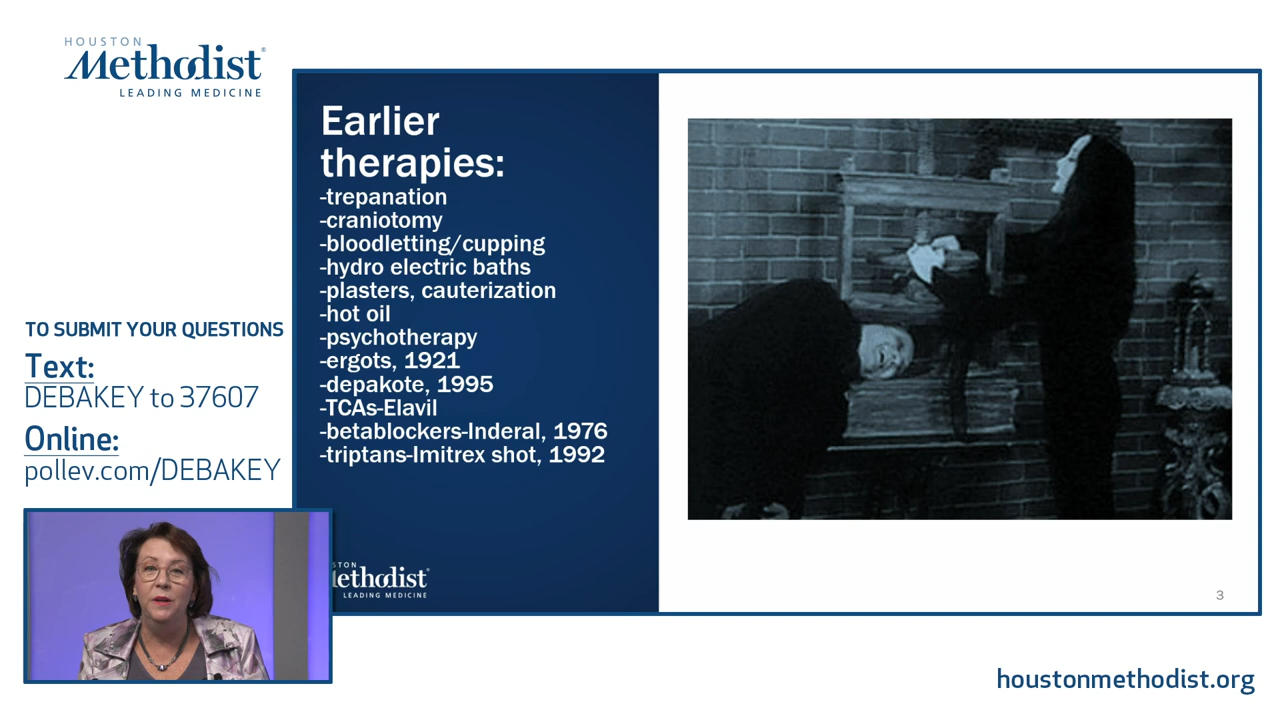 HOUSTON
Methodist®
LEADING MEDICINE
TO SUBMIT YOUR QUESTIONS
Text:
DEBAKEY to 37607
Online:
pollev.com/DEBAKEY
Earlier
therapies:
-trepanation
-craniotomy
-bloodletting/cupping
-hydro electric baths
-plasters, cauterization
-hot oil
-psychotherapy
-ergots, 1921
-depakote, 1995
-TCAs-Elavil
-betablockers-Inderal, 1976
-triptans-Imitrex shot, 1992
STON
ethodist®
LEADING MEDICINE
3
houstonmethodist.org